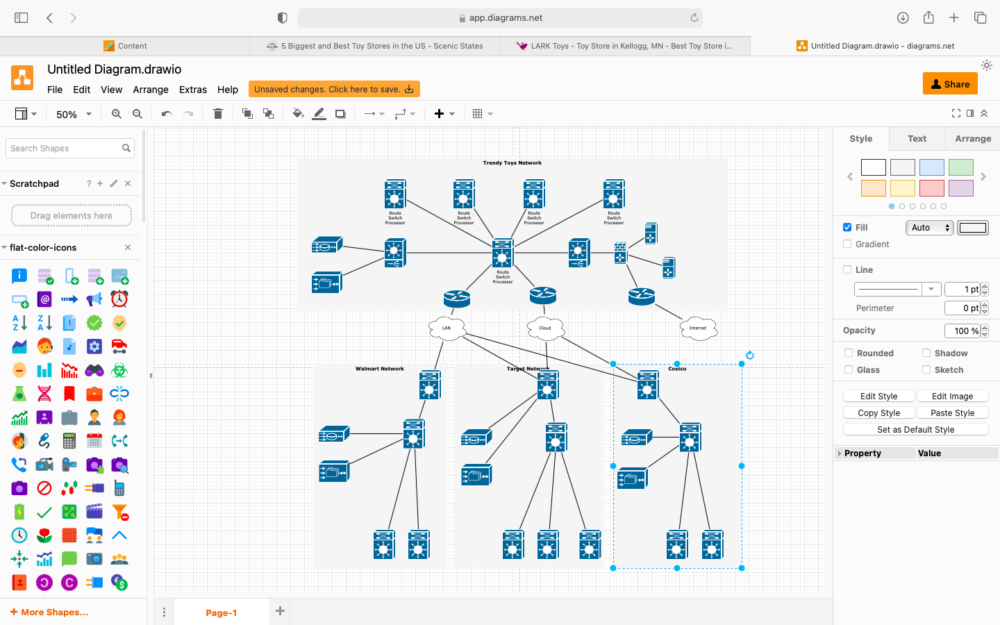 app.diagrams.net
Content
5 Biggest and Best Toy Stores in the US - Scenic States
LARK Toys - Toy Store in Kellogg, MN - Best Toy Store i...
Untitled Diagram.drawio - diagrams.net
Untitled Diagram.drawio
File Edit View Arrange Extras Help
Unsaved changes. Click here to save.
Share
50%
Search Shapes
Scratchpad
?
Drag elements here
flat-color-icons
More Shapes...
Trendy Toys Network
Route
Switch
Processor
Route
Switch
Processor
Route
Switch
Processor
Route
Switch
Processor
Route
Switch
Processor
LAN
Cloud
Internet
Walmart Network
Target Network
Costco
Page-1
Style
Text
Arrange
Fill
Auto
Gradient
Line
1 pt
Perimeter
0 pt
Opacity
100 %
Rounded
Shadow
Glass
Sketch
Edit Style
Edit Image
Copy Style
Paste Style
Set as Default Style
Property
Value